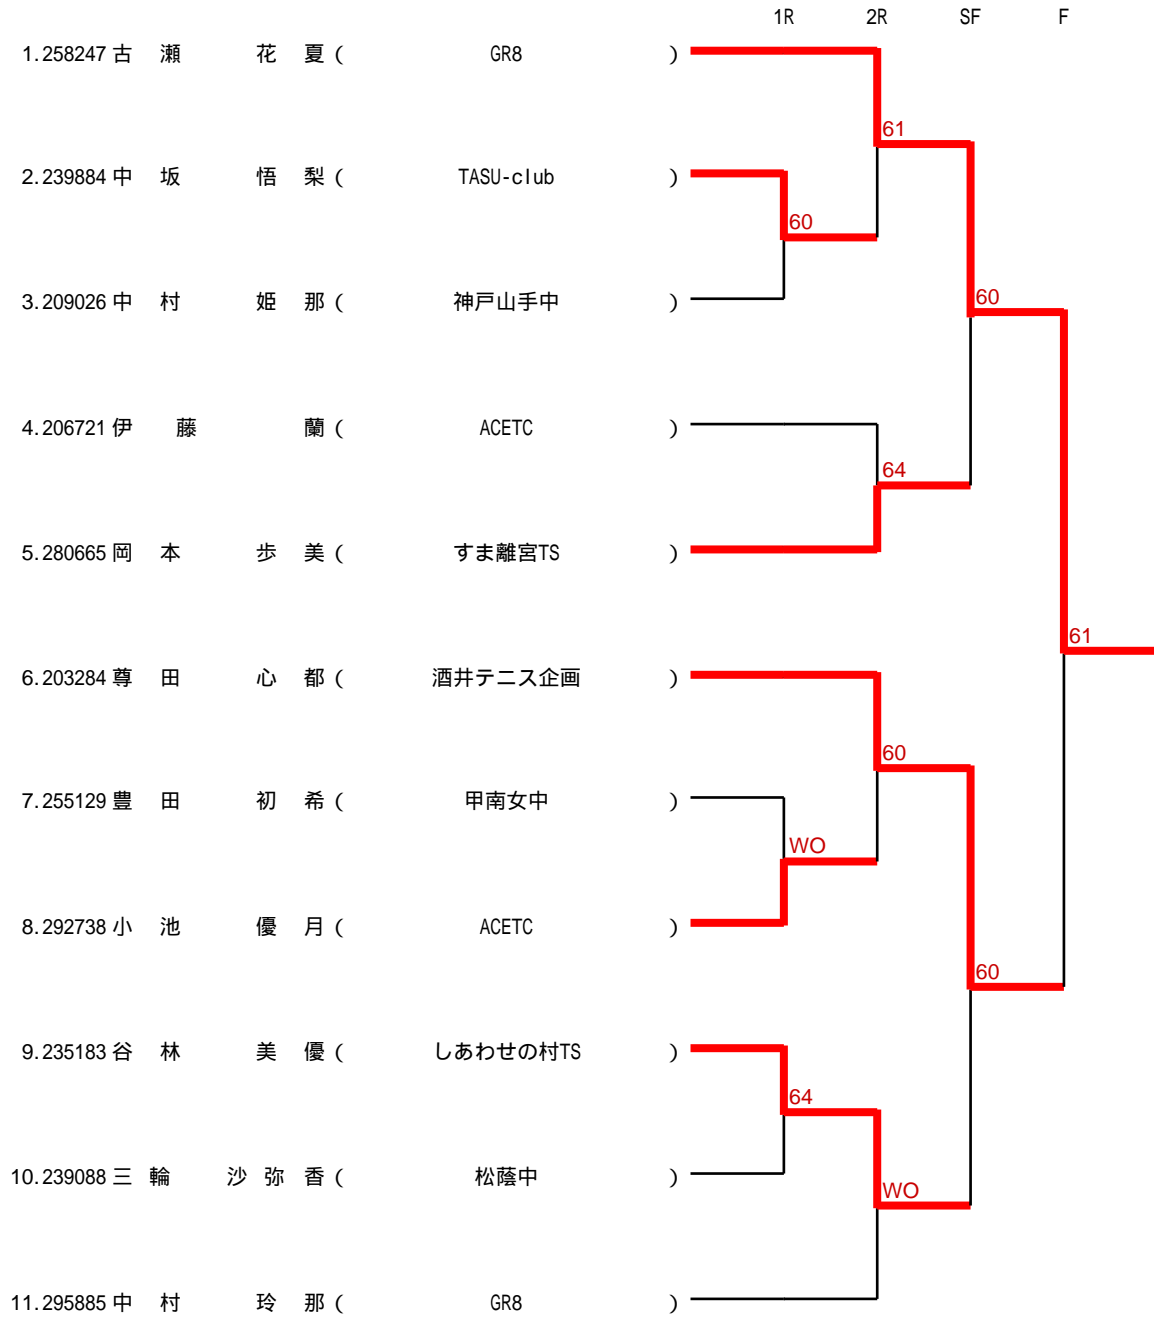 1R 2R SF F
1.258247 古 瀬 花 夏 ( GR8 )
61
2.239884 中 坂 悟 梨 ( TASU-club )
60
3.209026 中 村 姫 那 ( 神戸山手中 )
60
4.206721 伊 藤 蘭 ( ACETC )
64
5.280665 岡 本 歩 美 ( すま離宮TS )
61
6.203284 尊 田 心 都 ( 酒井テニス企画 )
60
7.255129 豊 田 初 希 ( 甲南女中 )
WO
8.292738 小 池 優 月 ( ACETC )
60
9.235183 谷 林 美 優 ( しあわせの村TS )
64
10.239088 三 輪 沙 弥 香 ( 松蔭中 )
WO
11.295885 中 村 玲 那 ( GR8 )